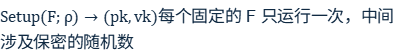 Setup(F; ρ) → (pk, vk)每个固定的 F 只运行一次，中间
涉及保密的随机数